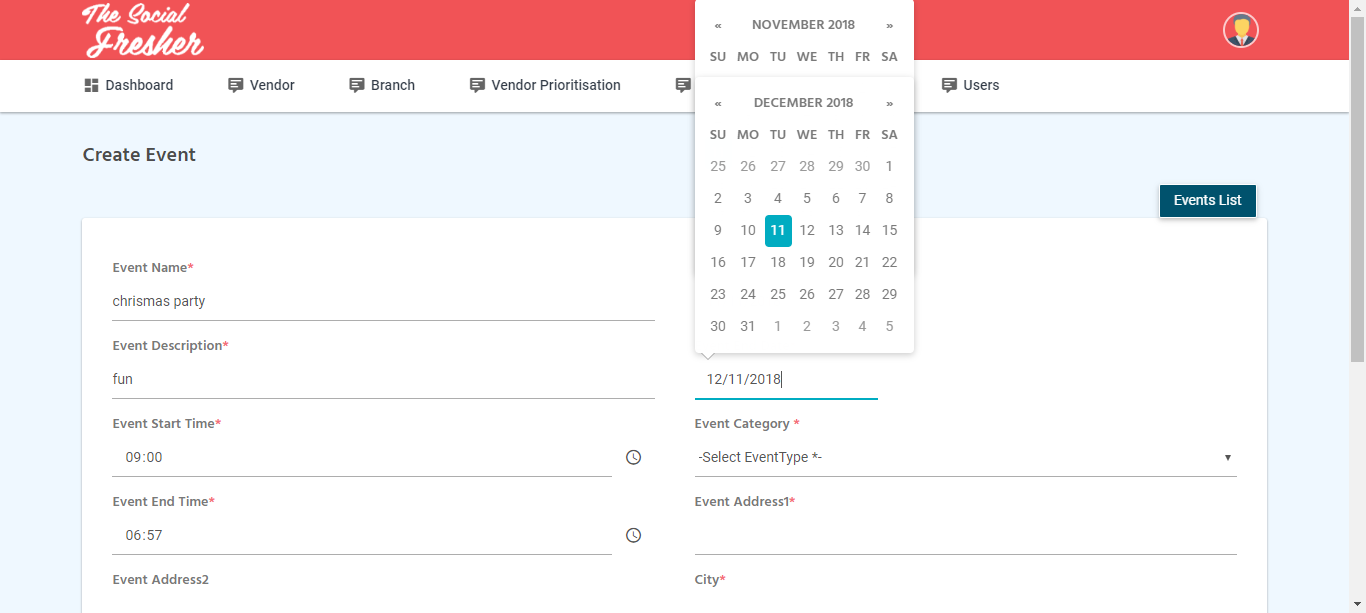 The Social
Fresher
« NOVEMBER 2018 »
SU MO TU WE TH FR SA
Dashboard Vendor Branch Vendor Prioritisation Users
« DECEMBER 2018 »
SU MO TU WE TH FR SA
25 26 27 28 29 30 1
2 3 4 5 6 7 8
9 10 11 12 13 14 15
16 17 18 19 20 21 22
23 24 25 26 27 28 29
30 31 1 2 3 4 5
Create Event
Events List
Event Name*
chrismas party
Event Description*
fun
12/11/2018
Event Start Time*
09:00
Event Category *
-Select EventType *-
Event End Time*
06:57
Event Address1*
Event Address2
City*